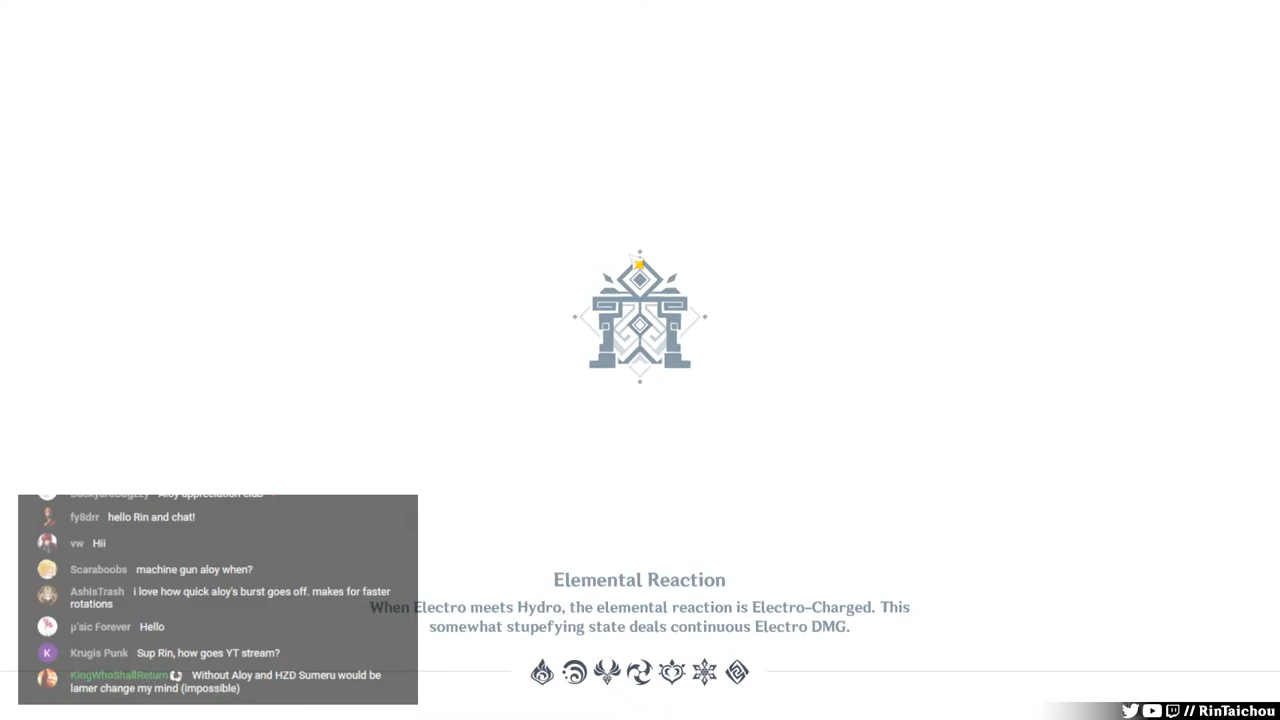 Aloy appreciation club
fy8drr hello Rin and chat!
vw Hii
Scaraboobs machine gun aloy when?
AshIsTrash i love how quick aloy's burst goes off. makes for faster
rotations
µ'sic Forever Hello
K Krugis Punk Sup Rin, how goes YT stream?
KingWhoShallReturn Without Aloy and HZD Sumeru would be
lamer change my mind (Impossible)
Elemental Reaction
When Electro meets Hydro, the elemental reaction is Electro-Charged. This
somewhat stupefying state deals continuous Electro DMG.
// RinTaichou